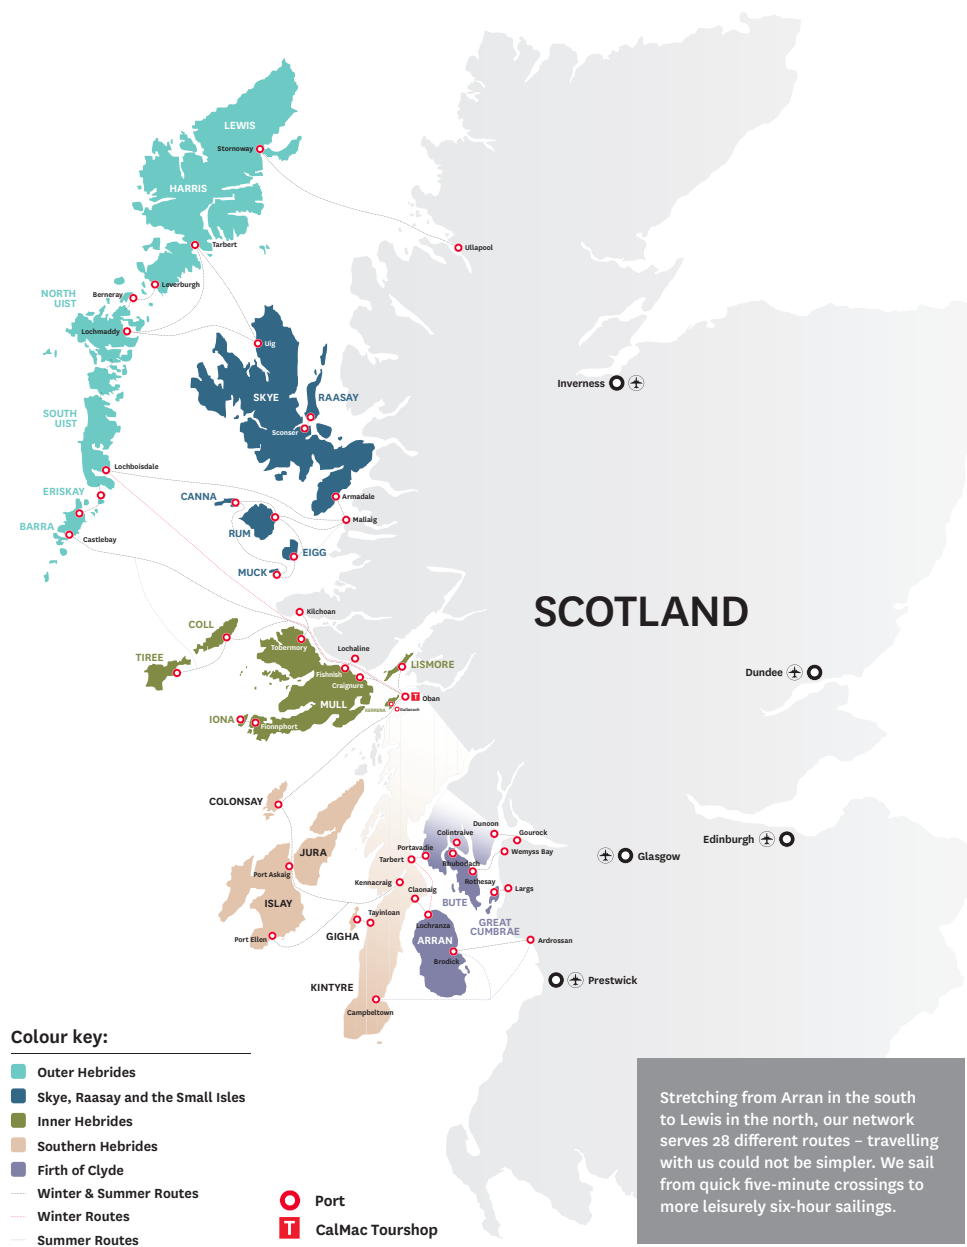 LEWIS
Stornoway
HARRIS
Ullapool
Tarbert
Leverburgh
NORTH
UIST
Berneray
Lochmaddy
Uig
Inverness
SKYE
RAASAY
SOUTH
UIST
Sconser
Lochboisdale
ERISKAY
CANNA
Armadale
Mallaig
BARRA
Castlebay
RUM
EIGG
MUCK
SCOTLAND
Kilchoan
COLL
Tobermory
Lochaline
TIREE
LISMORE
Fishnish
Craignure
Dundee
MULL
Oban
KERRERA
Gallanach
IONA
Fionnphort
COLONSAY
Dunoon
Colintraive
Gourock
Edinburgh
JURA
Portavadie
Wemyss Bay
Glasgow
Tarbert
Rhubodach
Port Askaig
Kennacraig
Rothesay
Claonaig
Largs
ISLAY
BUTE
Tayinloan
GREAT
CUMBRAE
Lochranza
GIGHA
Port Ellen
ARRAN
Ardrossan
Brodick
Prestwick
KINTYRE
Campbeltown
Colour key:
Outer Hebrides
Skye, Raasay and the Small Isles
Inner Hebrides
Southern Hebrides
Firth of Clyde
Winter & Summer Routes
Winter Routes
Summer Routes
Port
T CalMac Tourshop
Stretching from Arran in the south
to Lewis in the north, our network
serves 28 different routes – travelling
with us could not be simpler. We sail
from quick five-minute crossings to
more leisurely six-hour sailings.